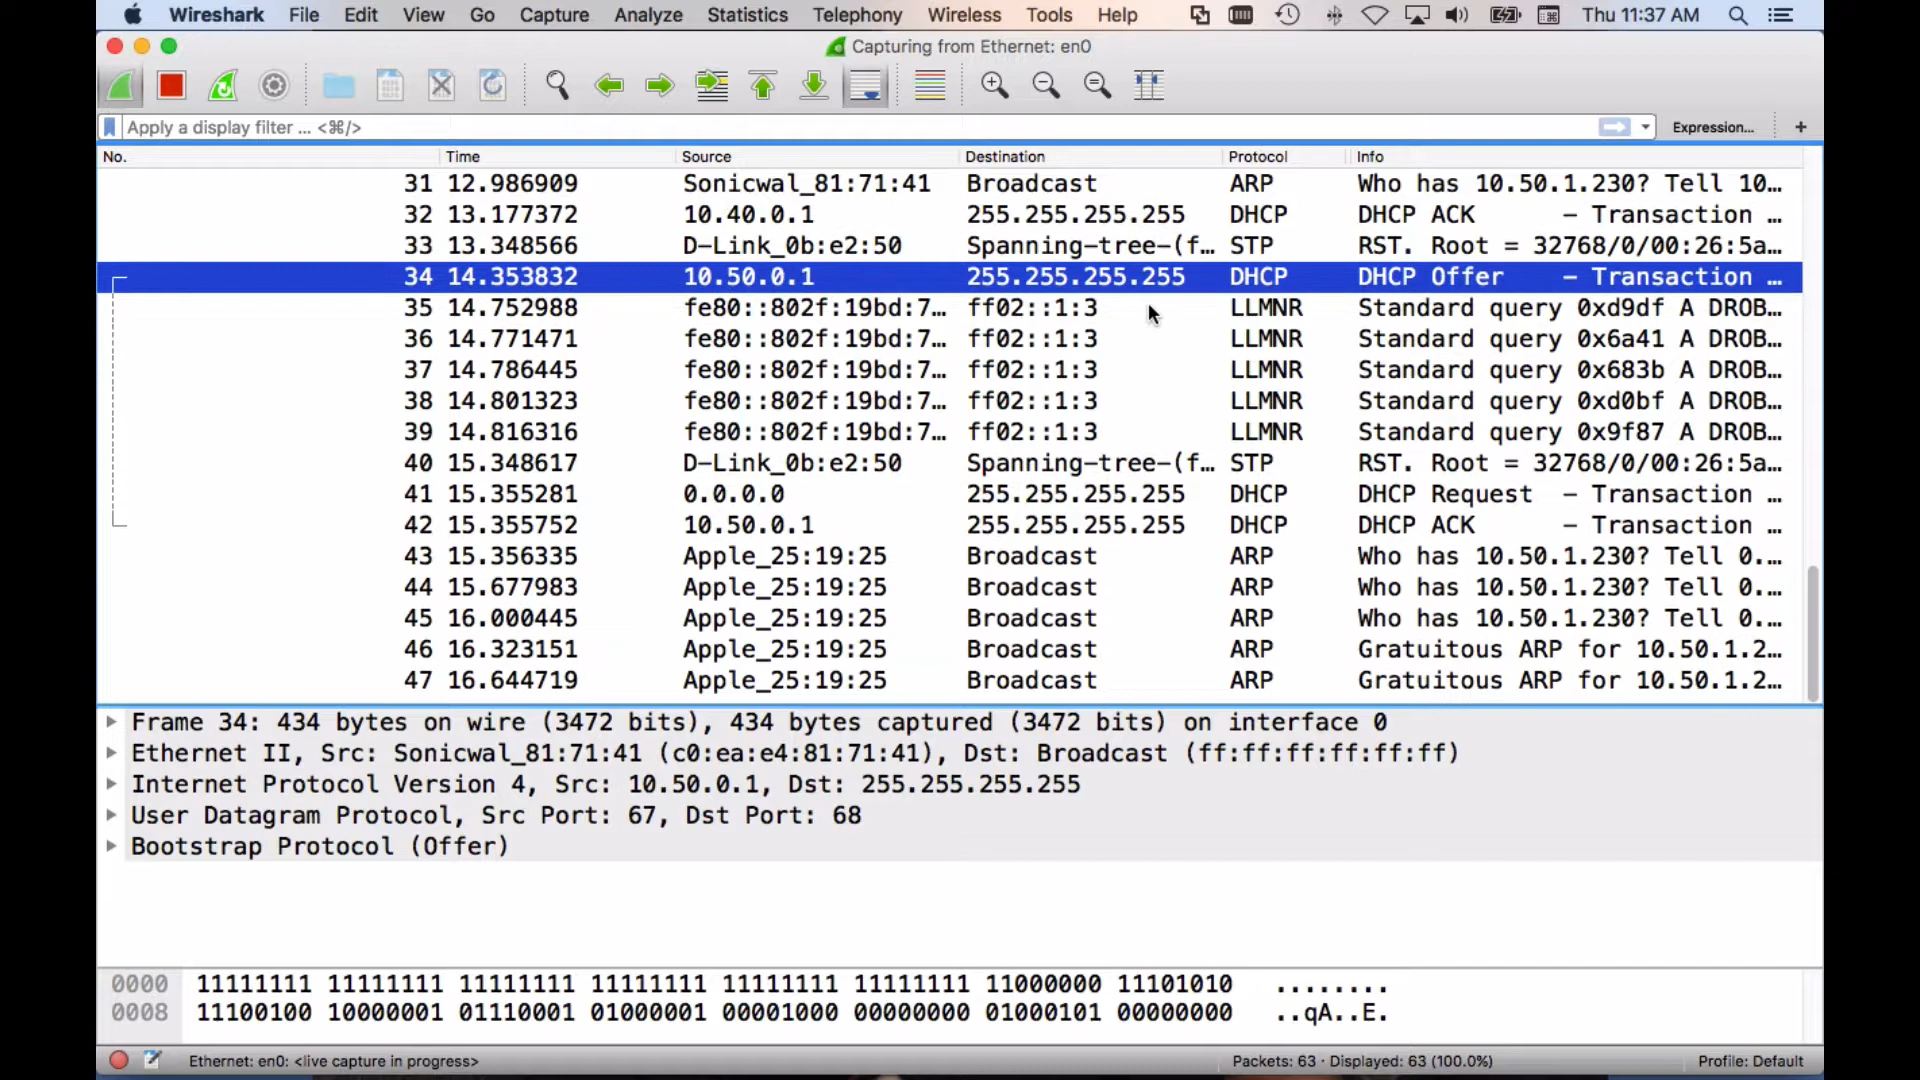 Wireshark File Edit View Go Capture Analyze Statistics Telephony Wireless Tools Help Thu 11:37 AM
Capturing from Ethernet: en0
Apply a display filter ... <⌘/> Expression... +
No. Time Source Destination Protocol Info
31 12.986909 Sonicwal_81:71:41 Broadcast ARP Who has 10.50.1.230? Tell 10…
32 13.177372 10.40.0.1 255.255.255.255 DHCP DHCP ACK - Transaction …
33 13.348566 D-Link_0b:e2:50 Spanning-tree-(f… STP RST. Root = 32768/0/00:26:5a…
34 14.353832 10.50.0.1 255.255.255.255 DHCP DHCP Offer - Transaction …
35 14.752988 fe80::802f:19bd:7… ff02::1:3 LLMNR Standard query 0xd9df A DROB…
36 14.771471 fe80::802f:19bd:7… ff02::1:3 LLMNR Standard query 0x6a41 A DROB…
37 14.786445 fe80::802f:19bd:7… ff02::1:3 LLMNR Standard query 0x683b A DROB…
38 14.801323 fe80::802f:19bd:7… ff02::1:3 LLMNR Standard query 0xd0bf A DROB…
39 14.816316 fe80::802f:19bd:7… ff02::1:3 LLMNR Standard query 0x9f87 A DROB…
40 15.348617 D-Link_0b:e2:50 Spanning-tree-(f… STP RST. Root = 32768/0/00:26:5a…
41 15.355281 0.0.0.0 255.255.255.255 DHCP DHCP Request - Transaction …
42 15.355752 10.50.0.1 255.255.255.255 DHCP DHCP ACK - Transaction …
43 15.356335 Apple_25:19:25 Broadcast ARP Who has 10.50.1.230? Tell 0.…
44 15.677983 Apple_25:19:25 Broadcast ARP Who has 10.50.1.230? Tell 0.…
45 16.000445 Apple_25:19:25 Broadcast ARP Who has 10.50.1.230? Tell 0.…
46 16.323151 Apple_25:19:25 Broadcast ARP Gratuitous ARP for 10.50.1.2…
47 16.644719 Apple_25:19:25 Broadcast ARP Gratuitous ARP for 10.50.1.2…
Frame 34: 434 bytes on wire (3472 bits), 434 bytes captured (3472 bits) on interface 0
Ethernet II, Src: Sonicwal_81:71:41 (c0:ea:e4:81:71:41), Dst: Broadcast (ff:ff:ff:ff:ff:ff)
Internet Protocol Version 4, Src: 10.50.0.1, Dst: 255.255.255.255
User Datagram Protocol, Src Port: 67, Dst Port: 68
Bootstrap Protocol (Offer)
0000 11111111 11111111 11111111 11111111 11111111 11111111 11000000 11101010 ........
0008 11100100 10000001 01110001 01000001 00001000 00000000 01000101 00000000 ..qA..E.
Ethernet: en0: <live capture in progress> Packets: 63 · Displayed: 63 (100.0%) Profile: Default